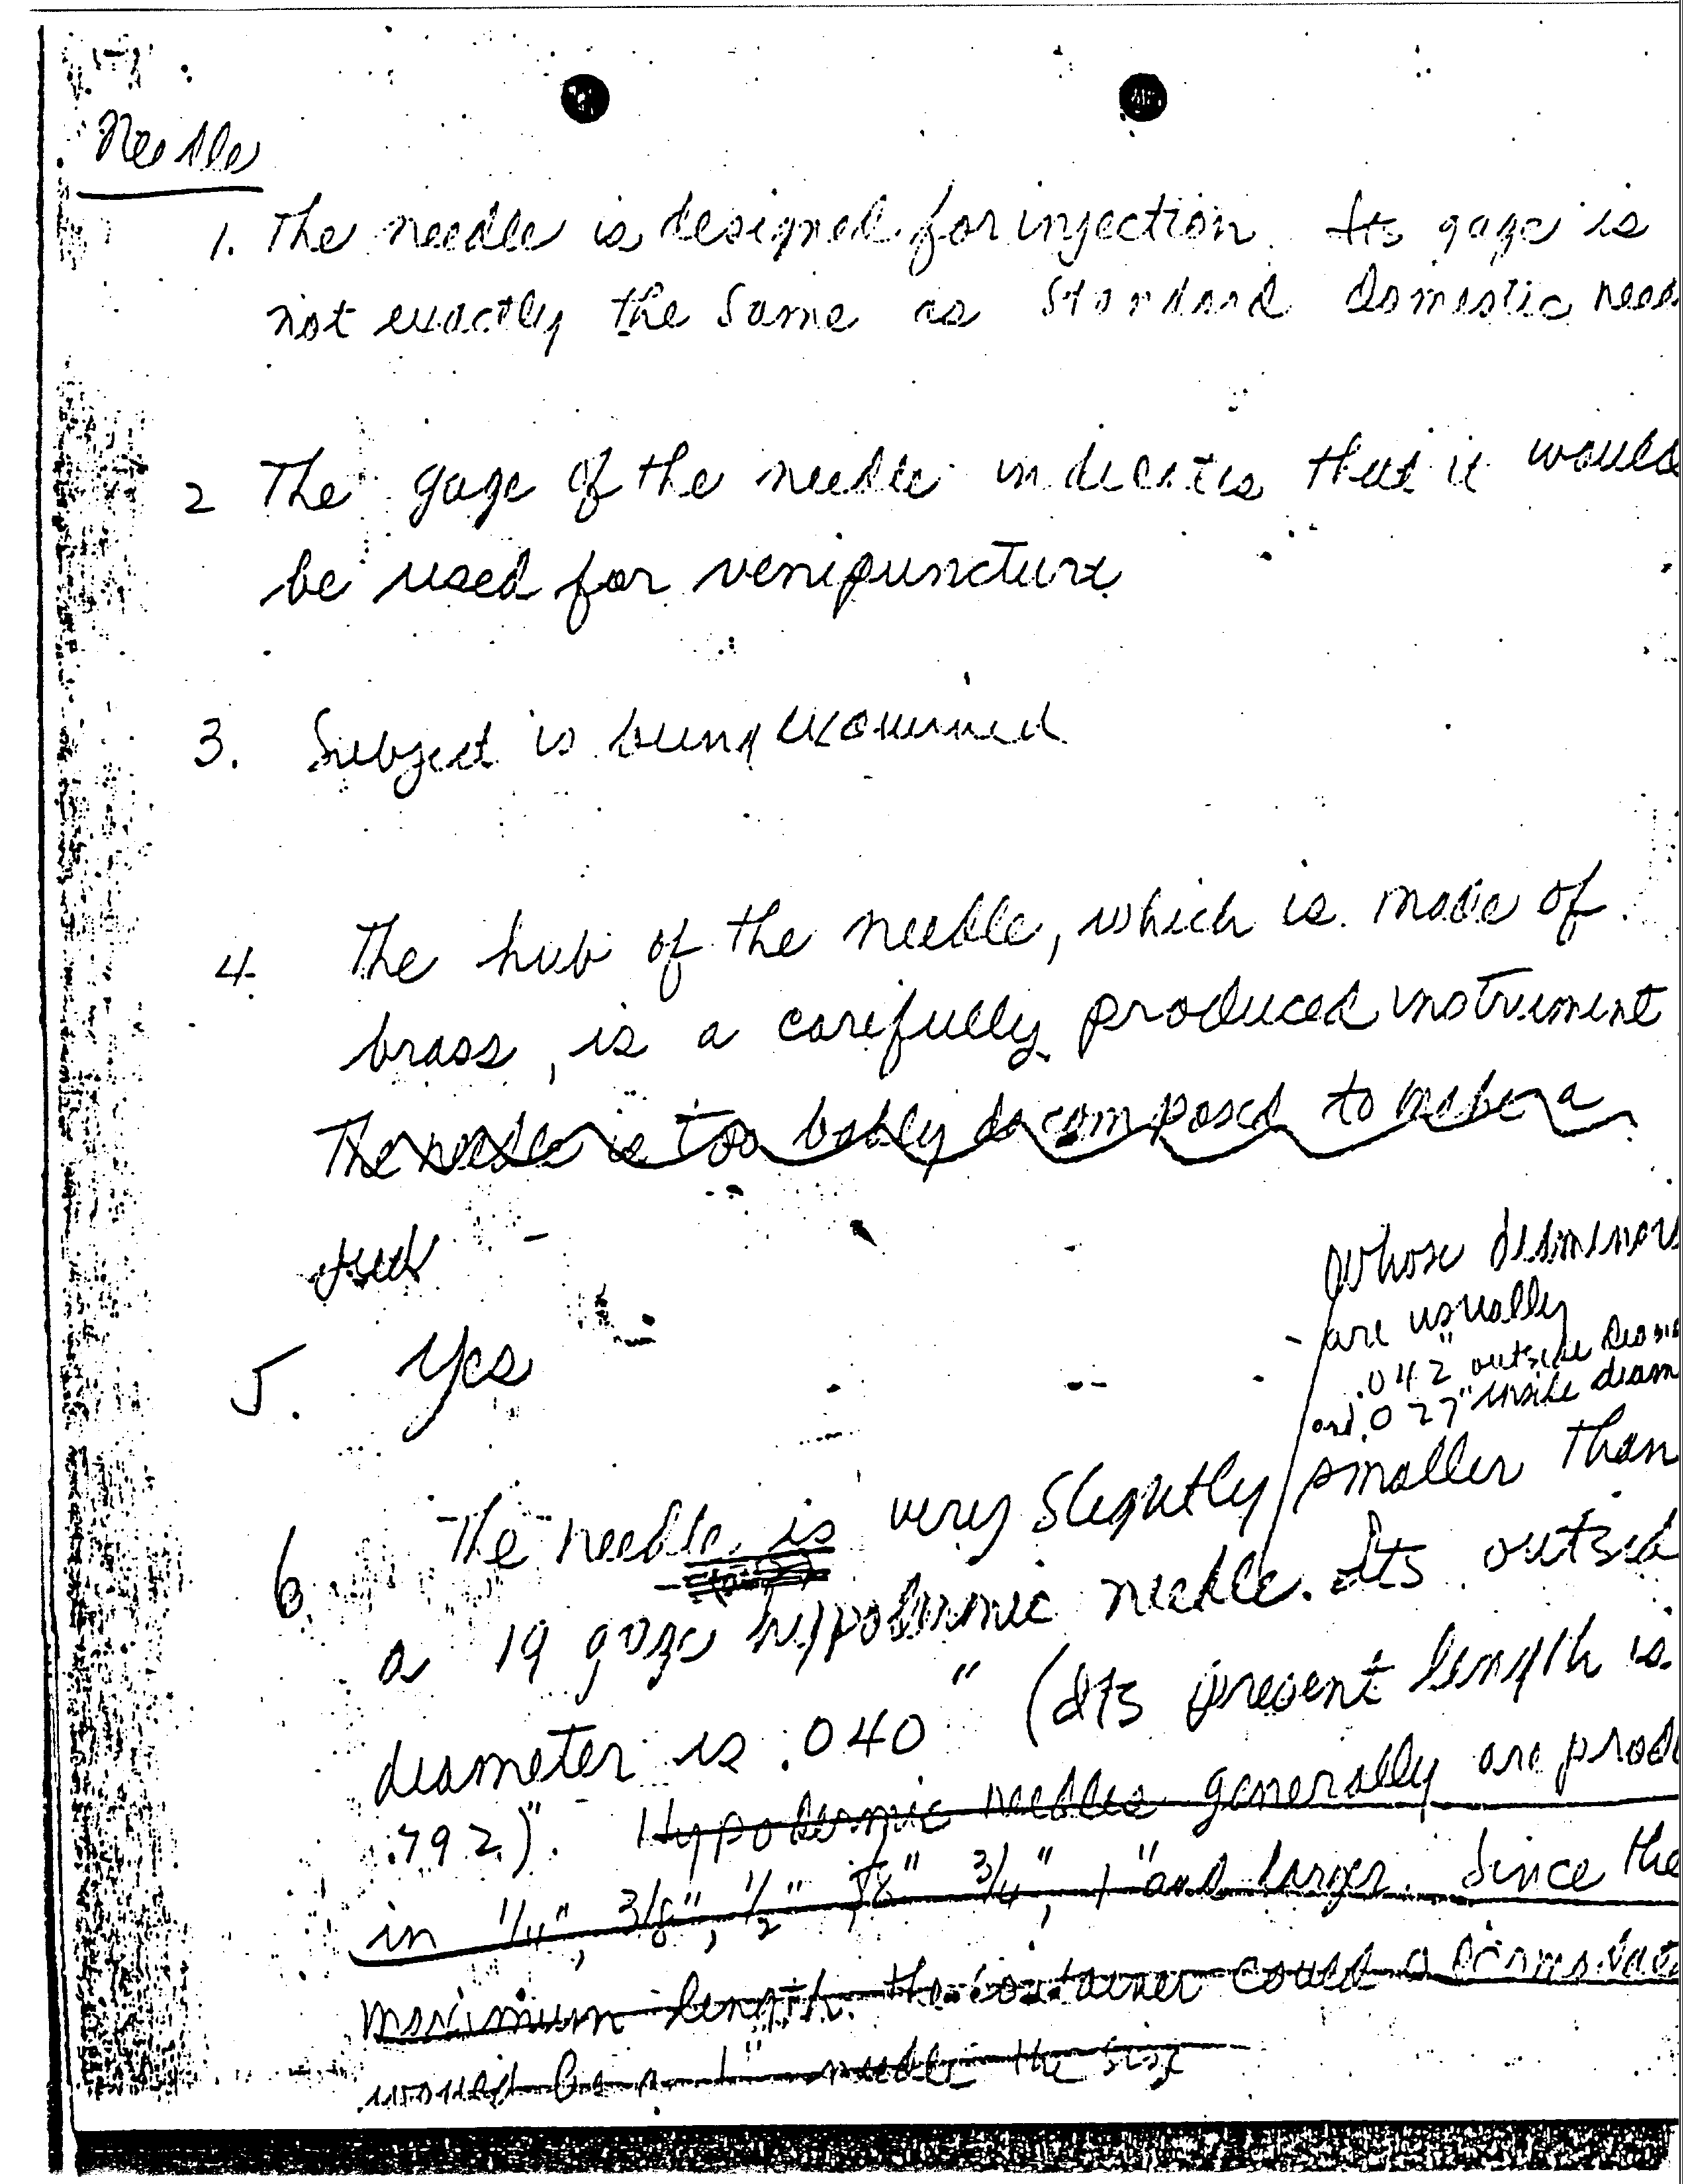 Needle
1. The needle is designed for injection. Its gage is
not exactly the same as standard domestic need
2 The gage of the needle indicates that it would
be used for venipuncture
3. Subject is being examined
4. The hub of the needle, which is made of
brass, is a carefully produced instrument
The needle is too badly decomposed to make a
5. Yes
whose dimensions
are usually
.042" outside diam
and .027" inside diam
6. The needle is very slightly smaller than
a 19 gage hypodermic needle. Its outsid
diameter is .040" (Its present length is
.792)". Hypodermic needles generally are prod
in 1/4", 3/8", 1/2" 5/8" 3/4", 1" and larger. Since the
maximum length the container could accomodate
would be a 1" needle the size